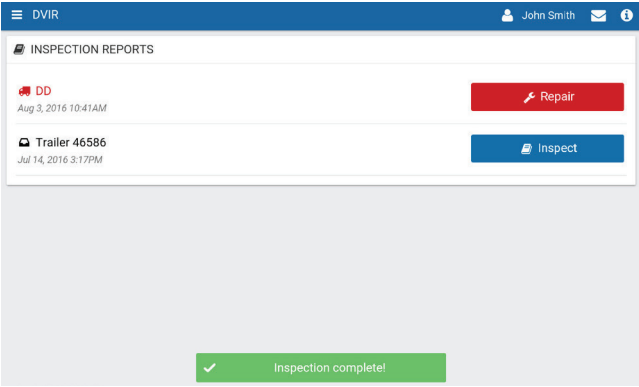 DVIR
John Smith
INSPECTION REPORTS
DD
Aug 3, 2016 10:41AM
Repair
Trailer 46586
Jul 14, 2016 3:17PM
Inspect
Inspection complete!